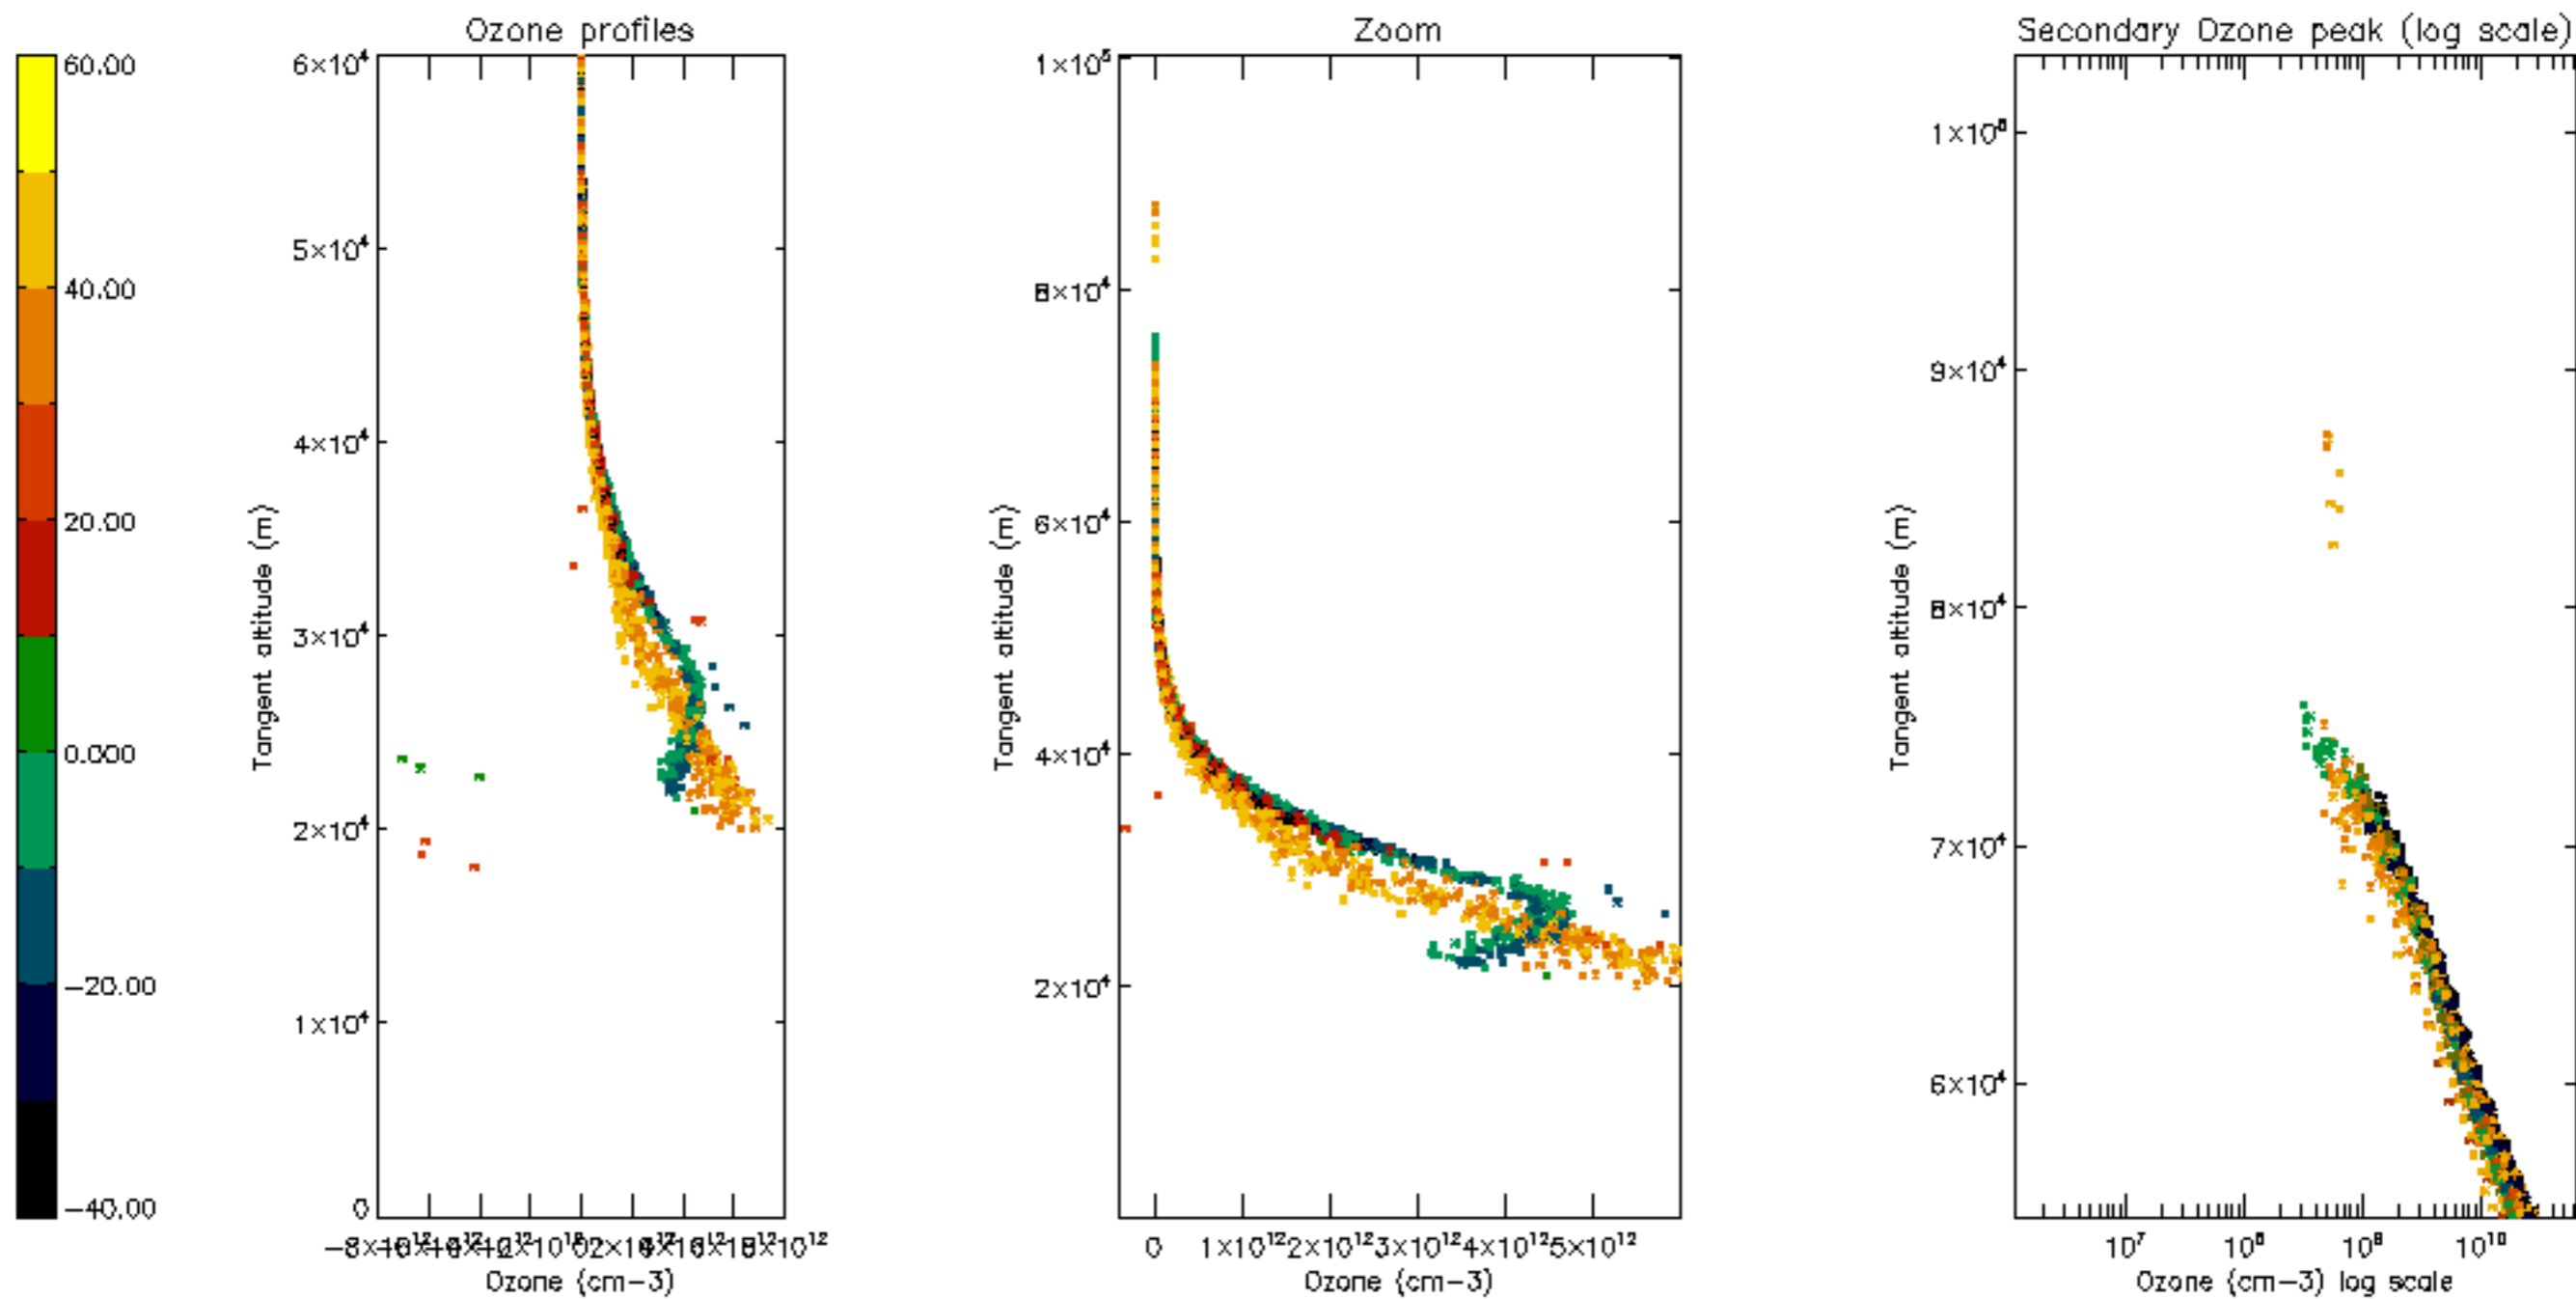 Ozone profiles
Zoom
Secondary Ozone peak (log scale)
60.00
40.00
20.00
0.000
−20.00
−40.00
6×10⁴
5×10⁴
4×10⁴
3×10⁴
2×10⁴
1×10⁴
0
Tangent altitude (m)
Ozone (cm−3)
1×10⁵
8×10⁴
6×10⁴
4×10⁴
2×10⁴
Tangent altitude (m)
0 1×10¹² 2×10¹² 3×10¹² 4×10¹² 5×10¹²
Ozone (cm−3)
9×10⁴
8×10⁴
7×10⁴
6×10⁴
Tangent altitude (m)
10⁷ 10⁸ 10⁹ 10¹⁰
Ozone (cm−3) log scale